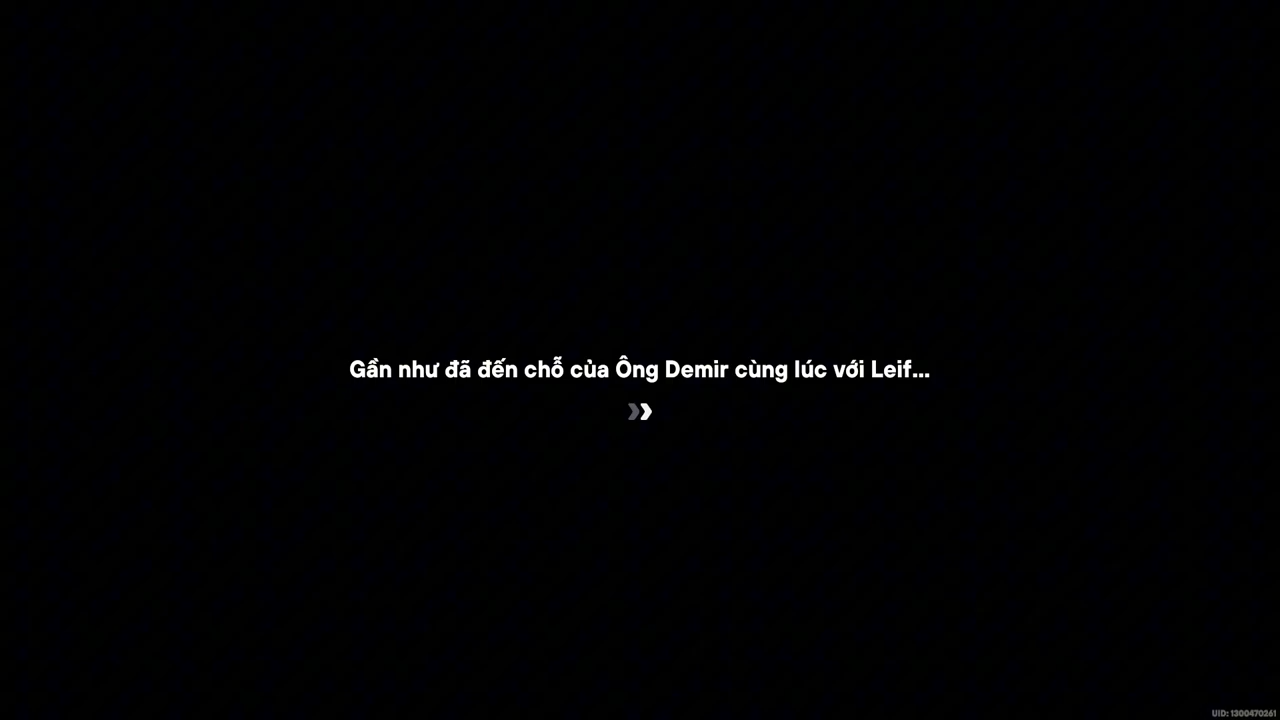 Gần như đã đến chỗ của Ông Demir cùng lúc với Leif...
UID: 1300470261